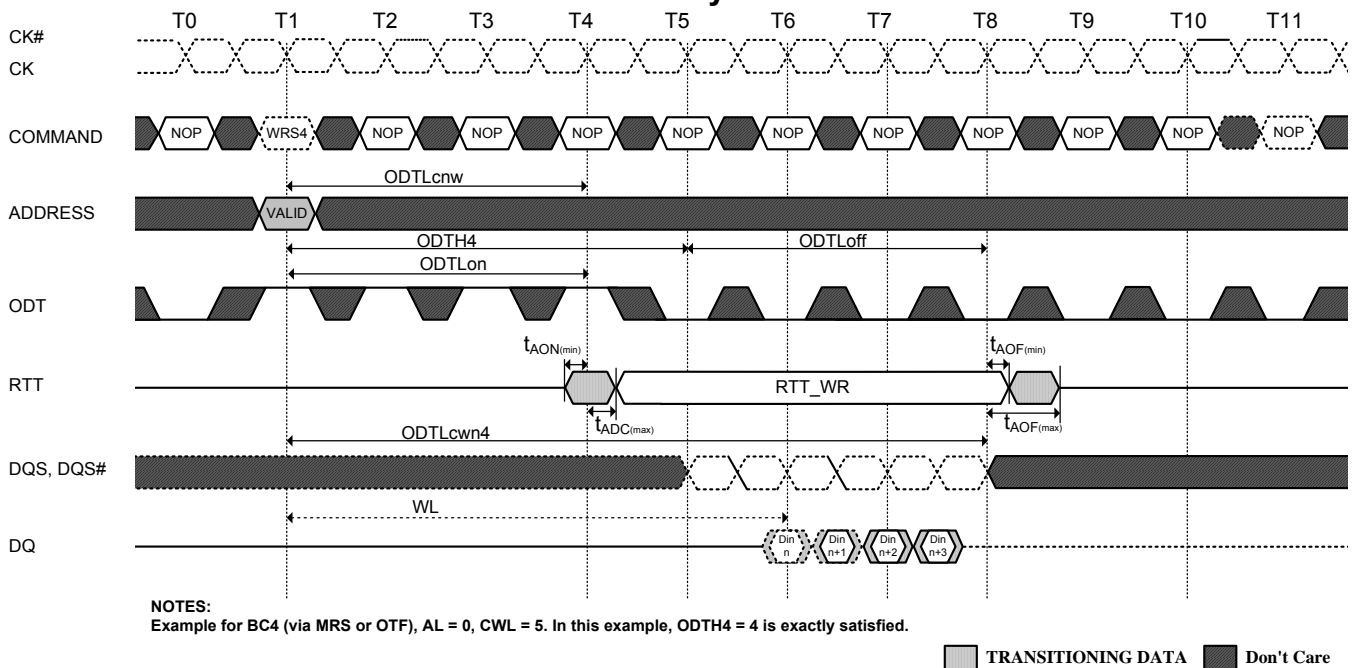 T0 T1 T2 T3 T4 T5 T6 T7 T8 T9 T10 T11
CK#
CK
COMMAND NOP WRS4 NOP NOP NOP NOP NOP NOP NOP NOP NOP NOP
ODTLcnw
ADDRESS VALID
ODTH4 ODTLoff
ODTLon
ODT
tAON(min) tAOF(min)
RTT RTT_WR
tADC(max) tAOF(max)
ODTLcwn4
DQS, DQS#
WL
DQ Din n Din n+1 Din n+2 Din n+3
NOTES:
Example for BC4 (via MRS or OTF), AL = 0, CWL = 5. In this example, ODTH4 = 4 is exactly satisfied.
TRANSITIONING DATA Don't Care